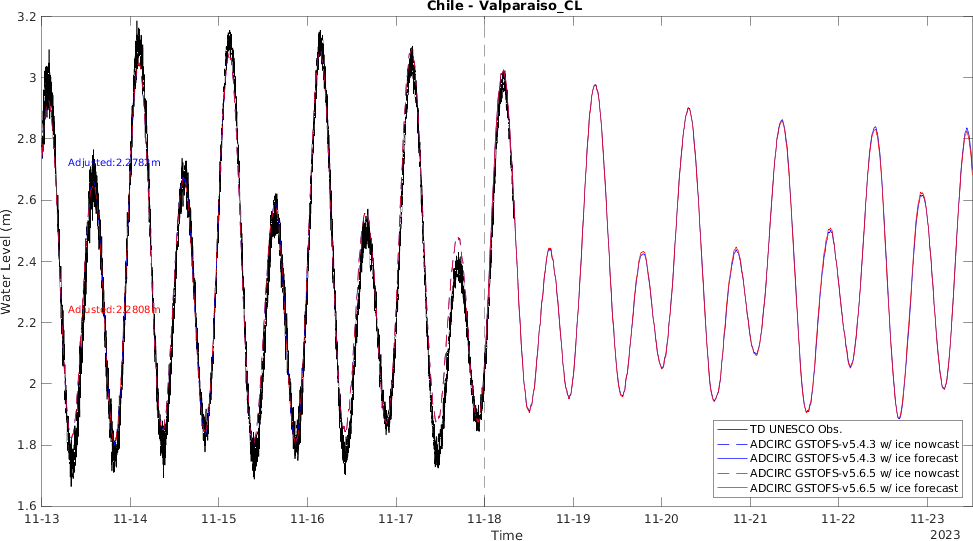 Chile - Valparaiso_CL
Water Level (m)
3.2
3
2.8
2.6
2.4
2.2
2
1.8
1.6
Adjusted:2.2782m
Adjusted:2.2808m
TD UNESCO Obs.
ADCIRC GSTOFS-v5.4.3 w/ ice nowcast
ADCIRC GSTOFS-v5.4.3 w/ ice forecast
ADCIRC GSTOFS-v5.6.5 w/ ice nowcast
ADCIRC GSTOFS-v5.6.5 w/ ice forecast
11-13 11-14 11-15 11-16 11-17 11-18 11-19 11-20 11-21 11-22 11-23
Time
2023